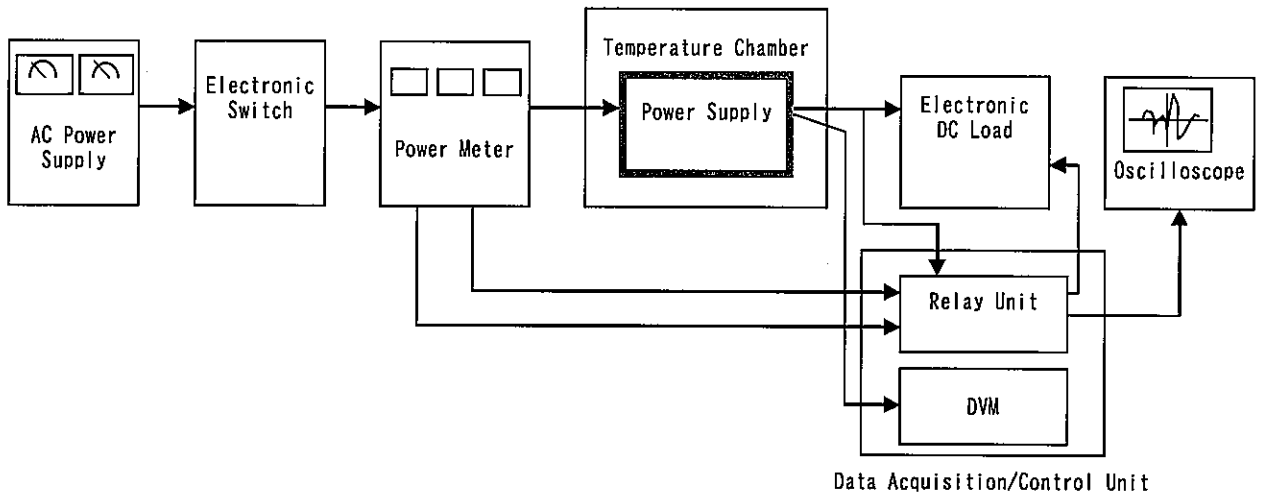 AC Power
Supply
Electronic
Switch
Power Meter
Temperature Chamber
Power Supply
Electronic
DC Load
Oscilloscope
Relay Unit
DVM
Data Acquisition/Control Unit